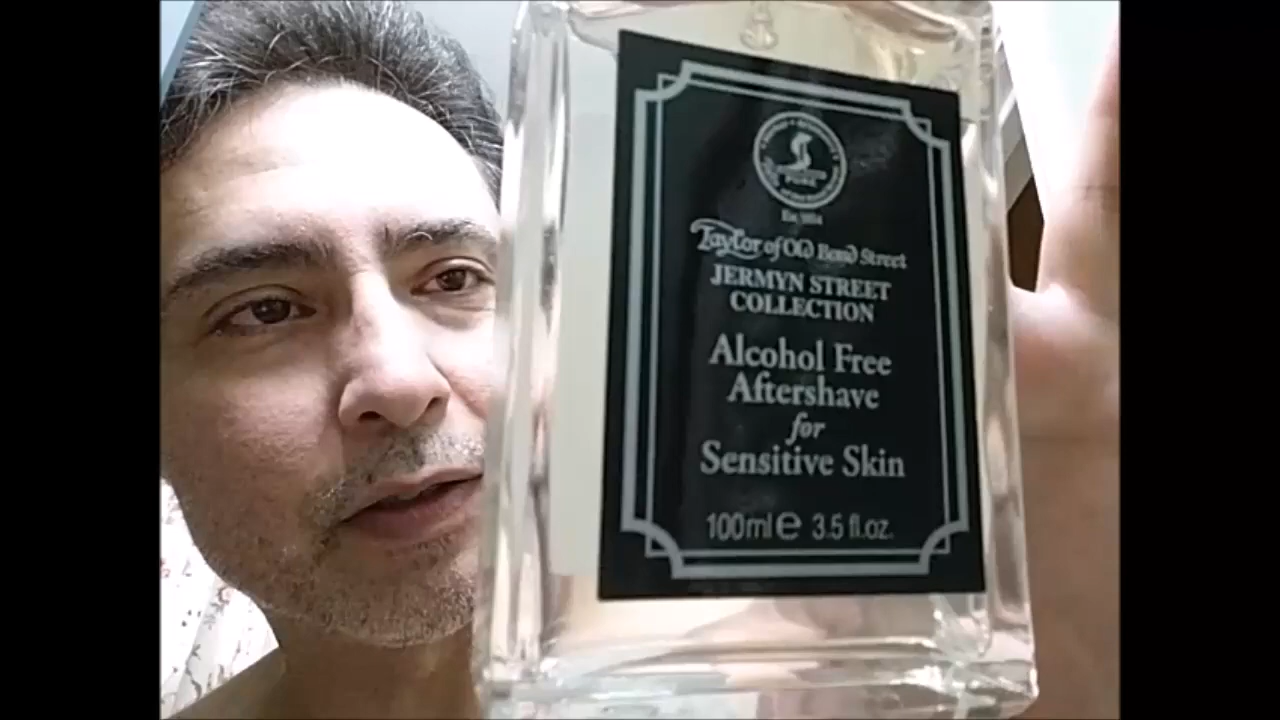 PURE
Est. 1854
Taylor of Old Bond Street
JERMYN STREET
COLLECTION
Alcohol Free
Aftershave
for
Sensitive Skin
100ml e 3.5 fl.oz.